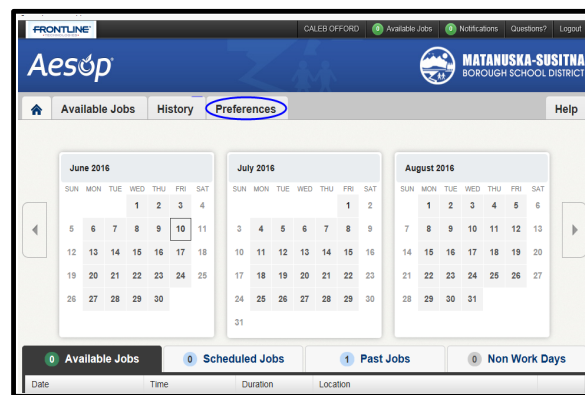 FRONTLINE CALEB OFFORD 0 Available Jobs 0 Notifications Questions? Logout
Aesop MATANUSKA-SUSITNA
BOROUGH SCHOOL DISTRICT
Available Jobs History Preferences Help
June 2016 July 2016 August 2016
SUN MON TUE WED THU FRI SAT SUN MON TUE WED THU FRI SAT SUN MON TUE WED THU FRI SAT
1 2 3 4 1 2 1 2 3 4 5 6
5 6 7 8 9 10 11 3 4 5 6 7 8 9 7 8 9 10 11 12 13
12 13 14 15 16 17 18 10 11 12 13 14 15 16 14 15 16 17 18 19 20
19 20 21 22 23 24 25 17 18 19 20 21 22 23 21 22 23 24 25 26 27
26 27 28 29 30 24 25 26 27 28 29 30 28 29 30 31
31
0 Available Jobs 0 Scheduled Jobs 1 Past Jobs 0 Non Work Days
Date Time Duration Location